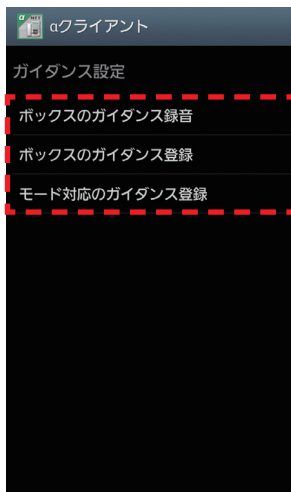 αクライアント
ガイダンス設定
ボックスのガイダンス録音
ボックスのガイダンス登録
モード対応のガイダンス登録